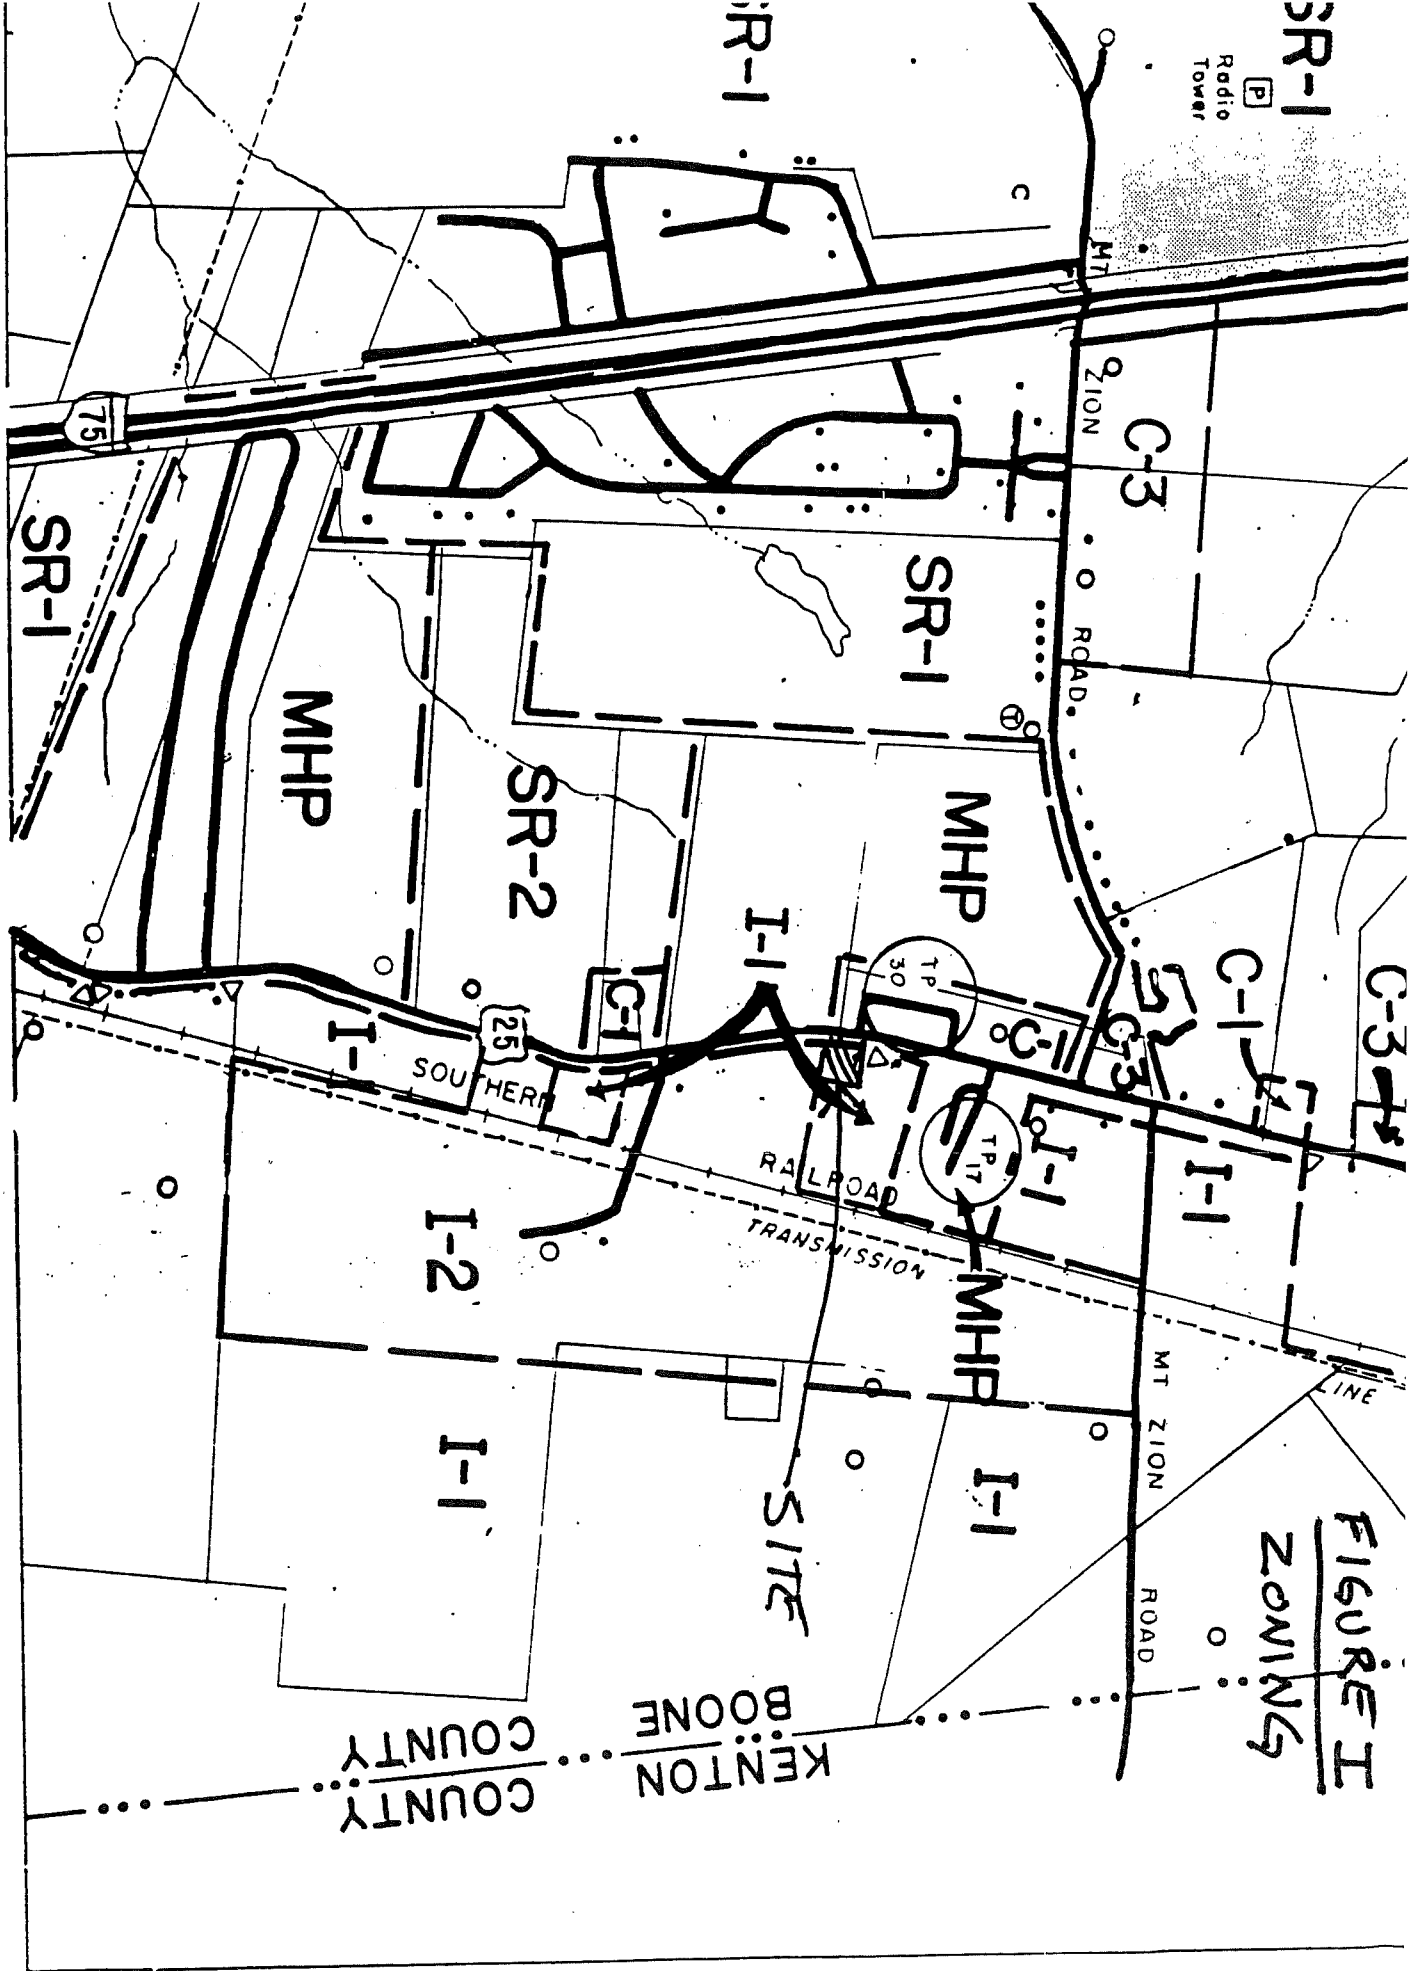 FIGURE I
ZONING
SR-1
P
Radio
Tower
SR-1
C
MT ZION ROAD
C-3
75
SR-1
SR-1
MHP
SR-2
MHP
I-1
C-1
TP
30
C-1
C-3
C-1
C-3
25
I-1
SOUTHERN RAILROAD
TP
17
I-1
I-1
TRANSMISSION LINE
MHP
I-2
MT ZION ROAD
I-1
I-1
SITE
BOONE COUNTY
KENTON COUNTY